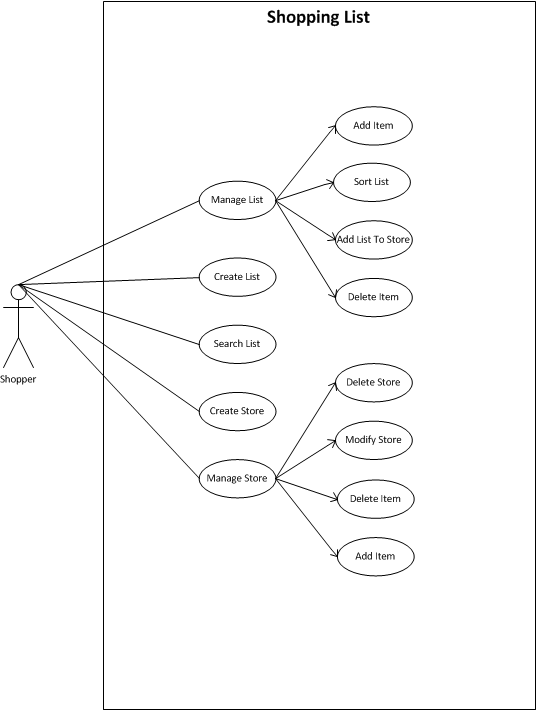 Shopping List
Add Item
Sort List
Manage List
Add List To Store
Create List
Delete Item
Search List
Shopper
Delete Store
Create Store
Modify Store
Manage Store
Delete Item
Add Item